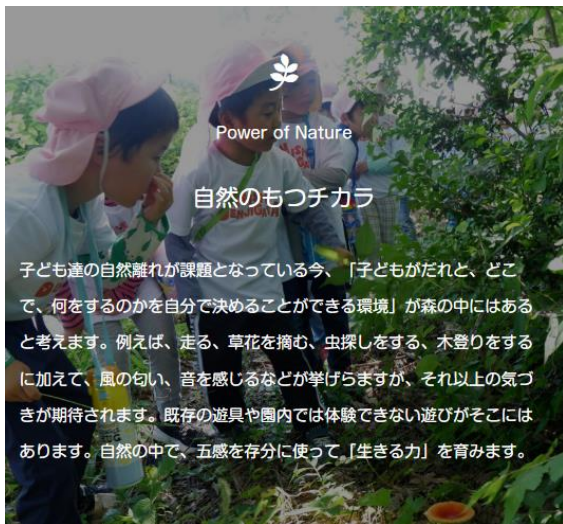 Power of Nature
自然のもつチカラ
子ども達の自然離れが課題となっている今、「子どもがだれと、どこ
で、何をするのかを自分で決めることができる環境」が森の中にはある
と考えます。例えば、走る、草花を摘む、虫探しをする、木登りをする
に加えて、風の匂い、音を感じるなどが挙げらますが、それ以上の気づ
きが期待されます。既存の遊具や園内では体験できない遊びがそこには
あります。自然の中で、五感を存分に使って「生きる力」を育みます。